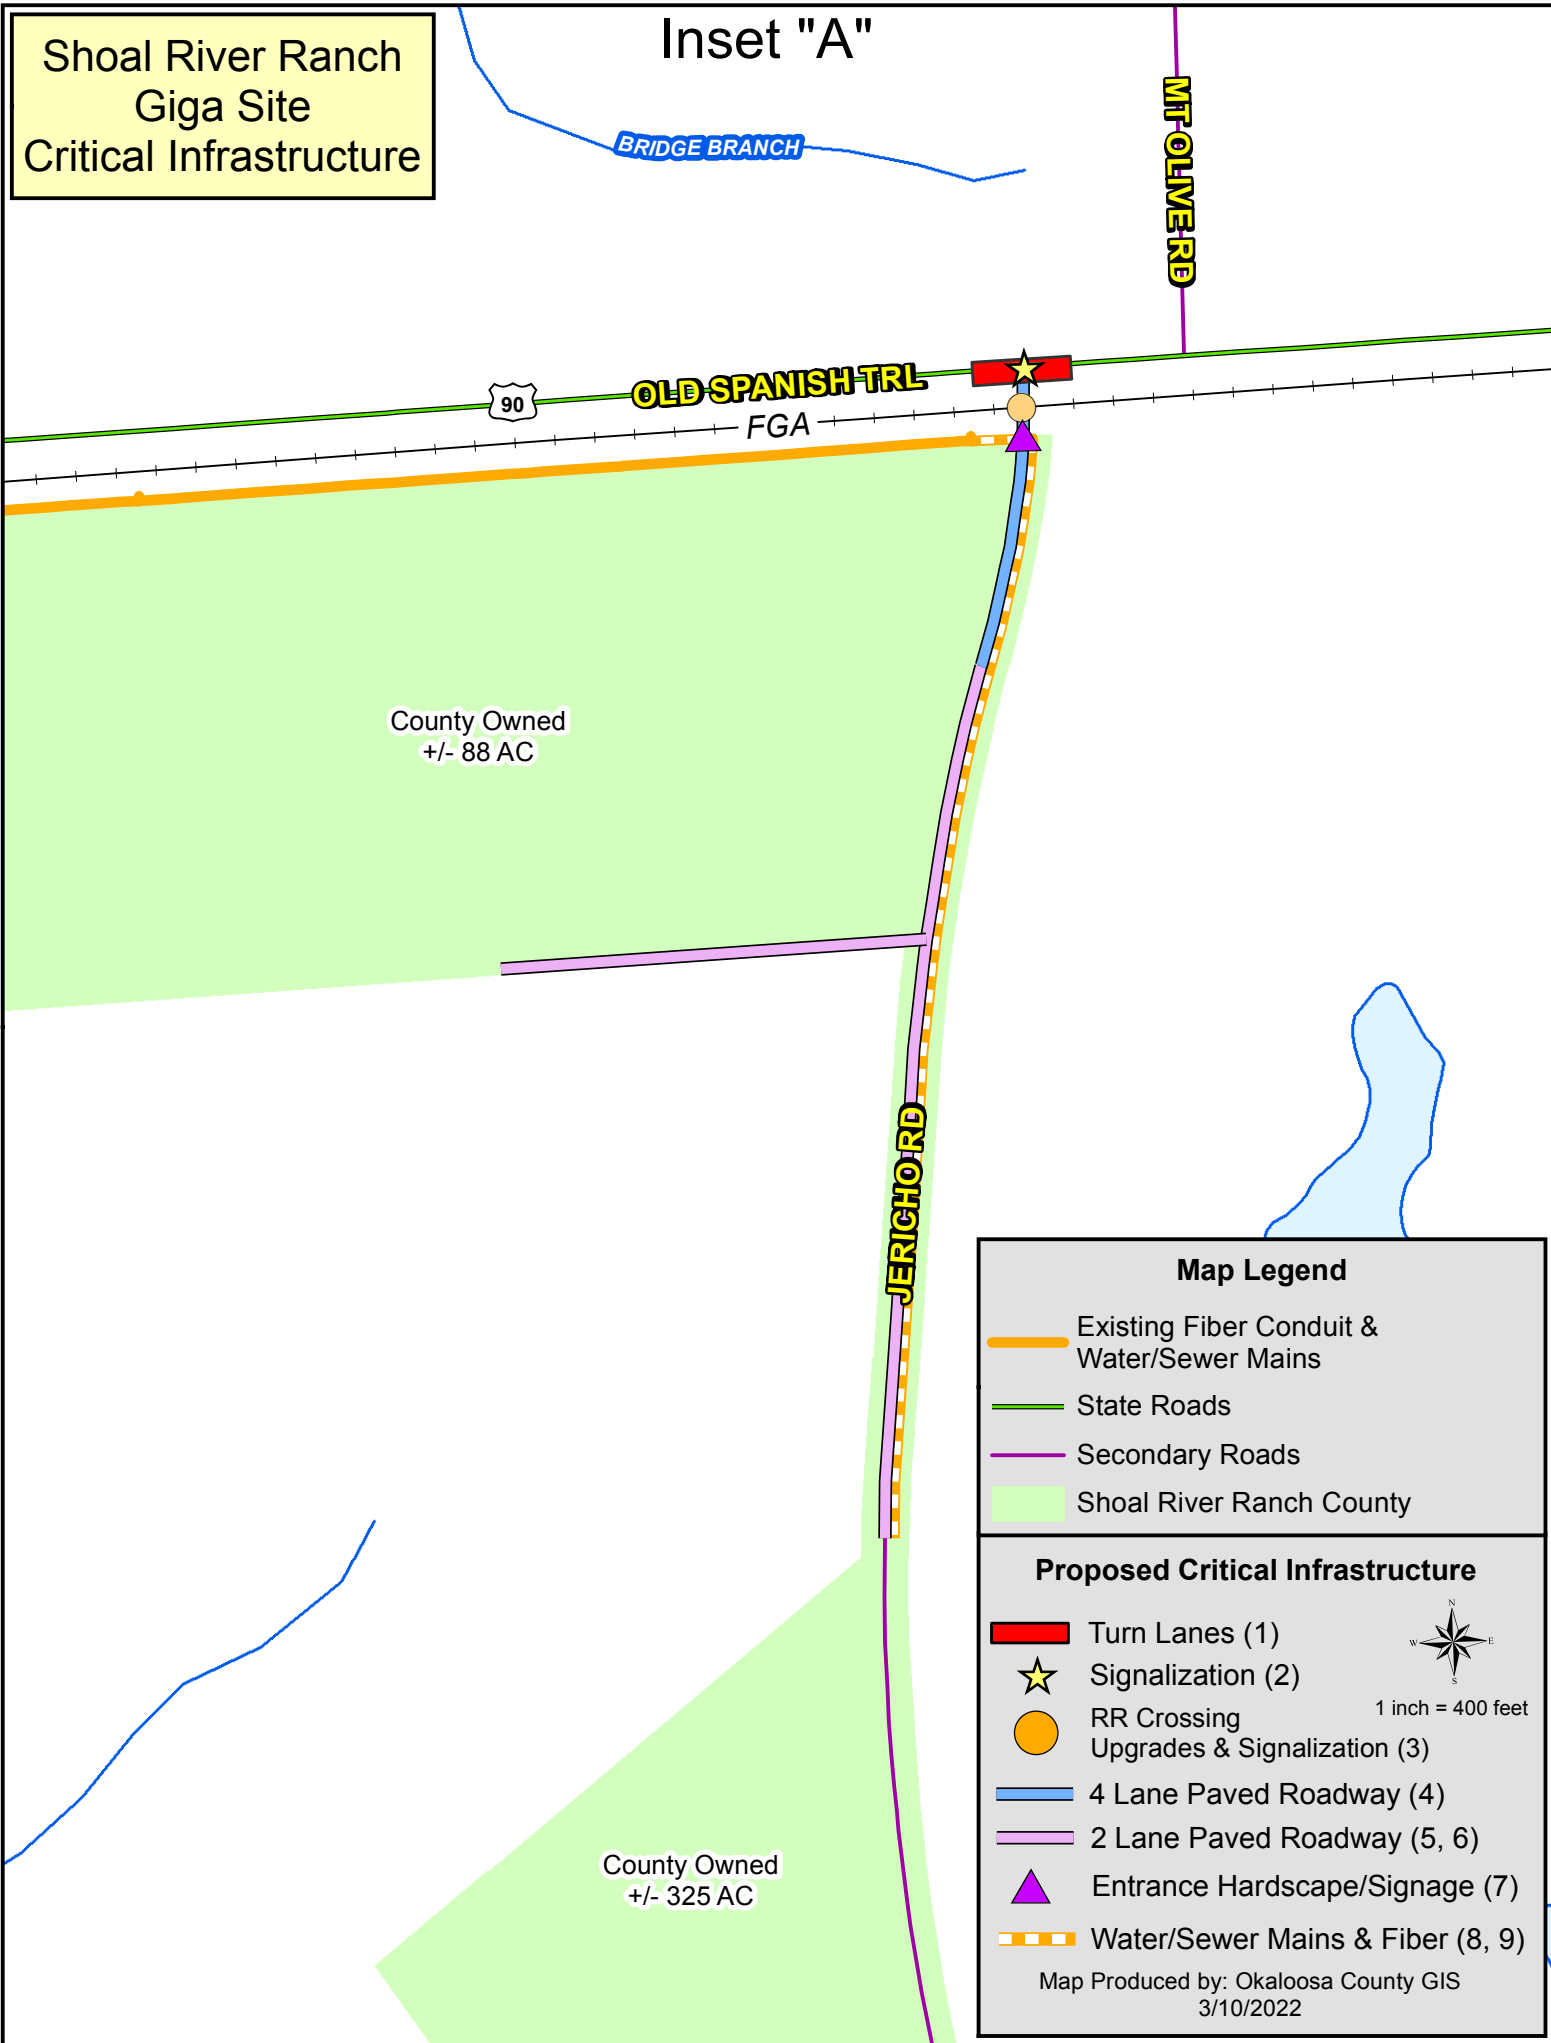 Shoal River Ranch
Giga Site
Critical Infrastructure
Inset "A"
BRIDGE BRANCH
MT OLIVE RD
OLD SPANISH TRL
90
FGA
County Owned
+/- 88 AC
JERICHO RD
County Owned
+/- 325 AC
Map Legend
Existing Fiber Conduit &
Water/Sewer Mains
State Roads
Secondary Roads
Shoal River Ranch County
Proposed Critical Infrastructure
Turn Lanes (1)
Signalization (2)
RR Crossing
Upgrades & Signalization (3)
4 Lane Paved Roadway (4)
2 Lane Paved Roadway (5, 6)
Entrance Hardscape/Signage (7)
Water/Sewer Mains & Fiber (8, 9)
N
W
E
S
1 inch = 400 feet
Map Produced by: Okaloosa County GIS
3/10/2022